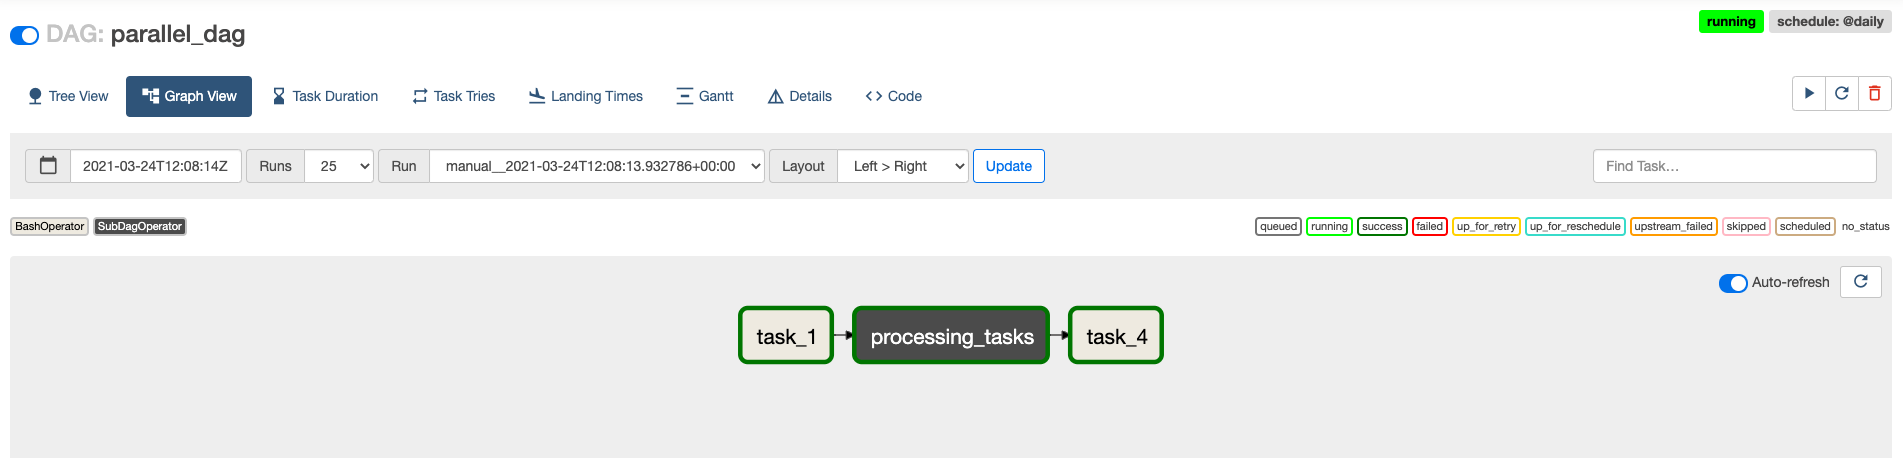 DAG: parallel_dag
running schedule: @daily
Tree View Graph View Task Duration Task Tries Landing Times Gantt Details Code
2021-03-24T12:08:14Z Runs 25 Run manual__2021-03-24T12:08:13.932786+00:00 Layout Left > Right Update Find Task...
BashOperator SubDagOperator queued running success failed up_for_retry up_for_reschedule upstream_failed skipped scheduled no_status
Auto-refresh
task_1 processing_tasks task_4